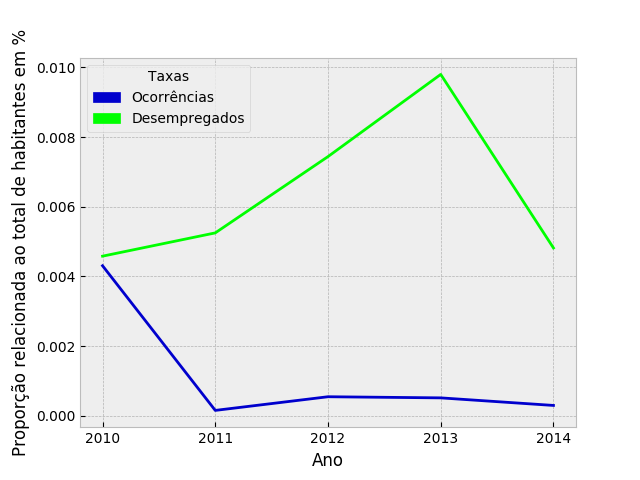 Proporção relacionada ao total de habitantes em %
0.010
0.008
0.006
0.004
0.002
0.000
Taxas
Ocorrências
Desempregados
2010 2011 2012 2013 2014
Ano